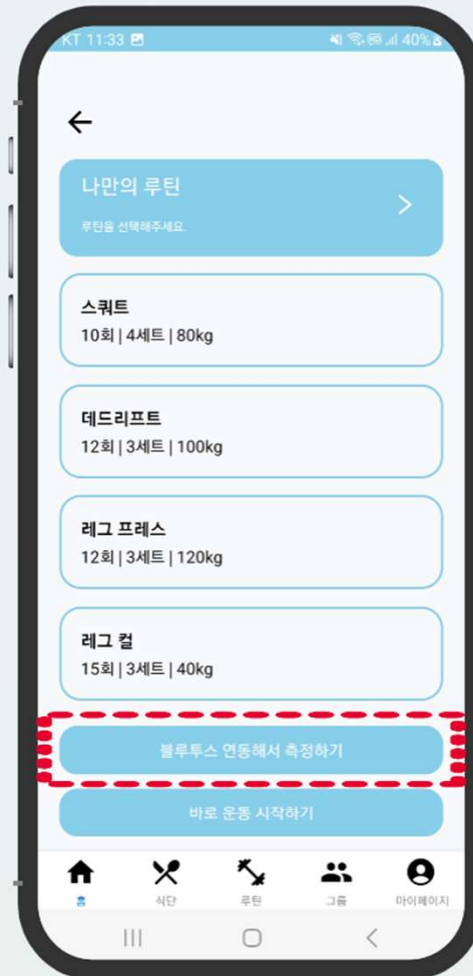 KT 11:33
40%
나만의 루틴
루틴을 선택해주세요.
스쿼트
10회 | 4세트 | 80kg
데드리프트
12회 | 3세트 | 100kg
레그 프레스
12회 | 3세트 | 120kg
레그 컬
15회 | 3세트 | 40kg
블루투스 연동해서 측정하기
바로 운동 시작하기
홈 식단 루틴 그룹 마이페이지